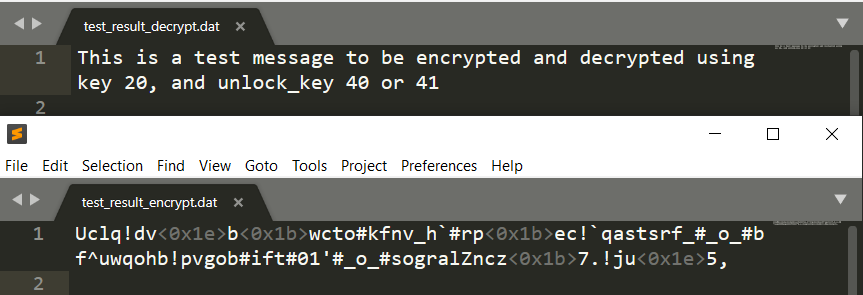 test_result_decrypt.dat ×
1 This is a test message to be encrypted and decrypted using
key 20, and unlock_key 40 or 41
2
File Edit Selection Find View Goto Tools Project Preferences Help
test_result_encrypt.dat ×
1 Uclq!dv<0x1e>b<0x1b>wcto#kfnv_h`#rp<0x1b>ec!`qastsrf_#_o_#b
f^uwqohb!pvgob#ift#01'#_o_#sogralZncz<0x1b>7.!ju<0x1e>5,
2